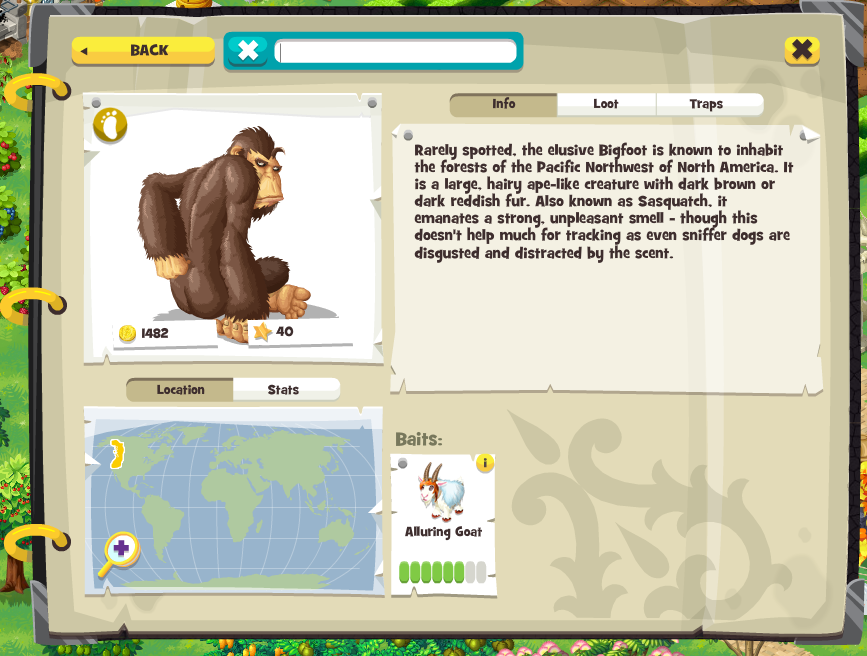 BACK
Info
Loot
Traps
Rarely spotted, the elusive Bigfoot is known to inhabit
the forests of the Pacific Northwest of North America. It
is a large, hairy ape-like creature with dark brown or
dark reddish fur. Also known as Sasquatch, it
emanates a strong, unpleasant smell - though this
doesn't help much for tracking as even sniffer dogs are
disgusted and distracted by the scent.
1482
40
Location
Stats
Baits:
i
Alluring Goat